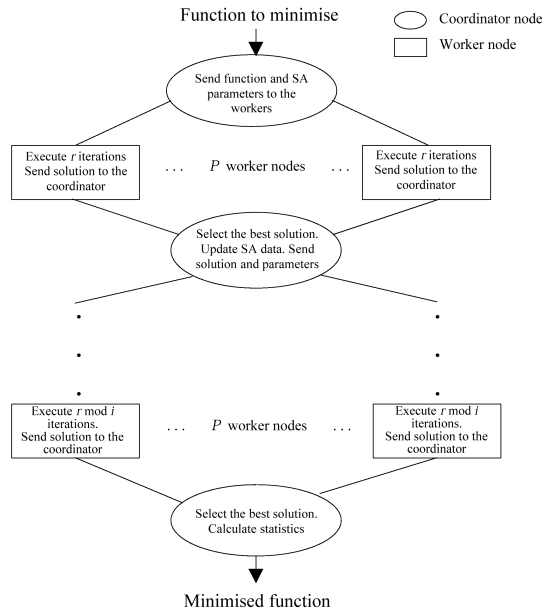 Function to minimise
Coordinator node
Worker node
Send function and SA
parameters to the
workers
Execute r iterations
Send solution to the
coordinator
... P worker nodes ...
Execute r iterations
Send solution to the
coordinator
Select the best solution.
Update SA data. Send
solution and parameters
Execute r mod i
iterations.
Send solution to the
coordinator
... P worker nodes ...
Execute r mod i
iterations.
Send solution to the
coordinator
Select the best solution.
Calculate statistics
Minimised function